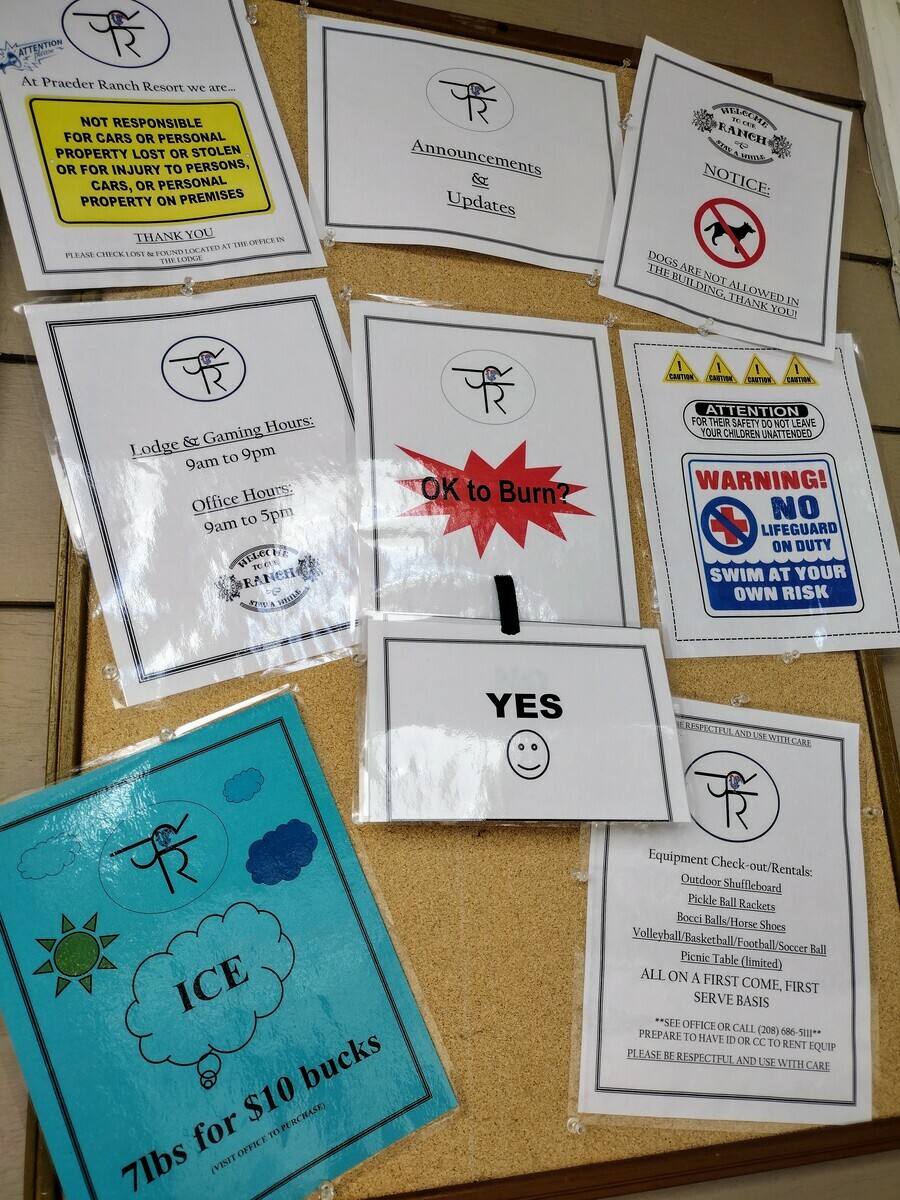 ATTENTION
please
At Praeder Ranch Resort we are...
NOT RESPONSIBLE
FOR CARS OR PERSONAL
PROPERTY LOST OR STOLEN
OR FOR INJURY TO PERSONS,
CARS, OR PERSONAL
PROPERTY ON PREMISES
THANK YOU
PLEASE CHECK LOST & FOUND LOCATED AT THE OFFICE IN
THE LODGE
Announcements
&
Updates
WELCOME
TO OUR
RANCH
STAY A WHILE
NOTICE:
DOGS ARE NOT ALLOWED IN
THE BUILDING, THANK YOU!
Lodge & Gaming Hours:
9am to 9pm
Office Hours:
9am to 5pm
WELCOME
TO OUR
RANCH
STAY A WHILE
OK to Burn?
YES
! ! ! !
CAUTION CAUTION CAUTION CAUTION
ATTENTION
FOR THEIR SAFETY DO NOT LEAVE
YOUR CHILDREN UNATTENDED
WARNING!
NO
LIFEGUARD
ON DUTY
SWIM AT YOUR
OWN RISK
ICE
7lbs for $10 bucks
(VISIT OFFICE TO PURCHASE)
BE RESPECTFUL AND USE WITH CARE
Equipment Check-out/Rentals:
Outdoor Shuffleboard
Pickle Ball Rackets
Bocci Balls/Horse Shoes
Volleyball/Basketball/Football/Soccer Ball
Picnic Table (limited)
ALL ON A FIRST COME, FIRST
SERVE BASIS
**SEE OFFICE OR CALL (208) 686-5111**
PREPARE TO HAVE ID OR CC TO RENT EQUIP
PLEASE BE RESPECTFUL AND USE WITH CARE